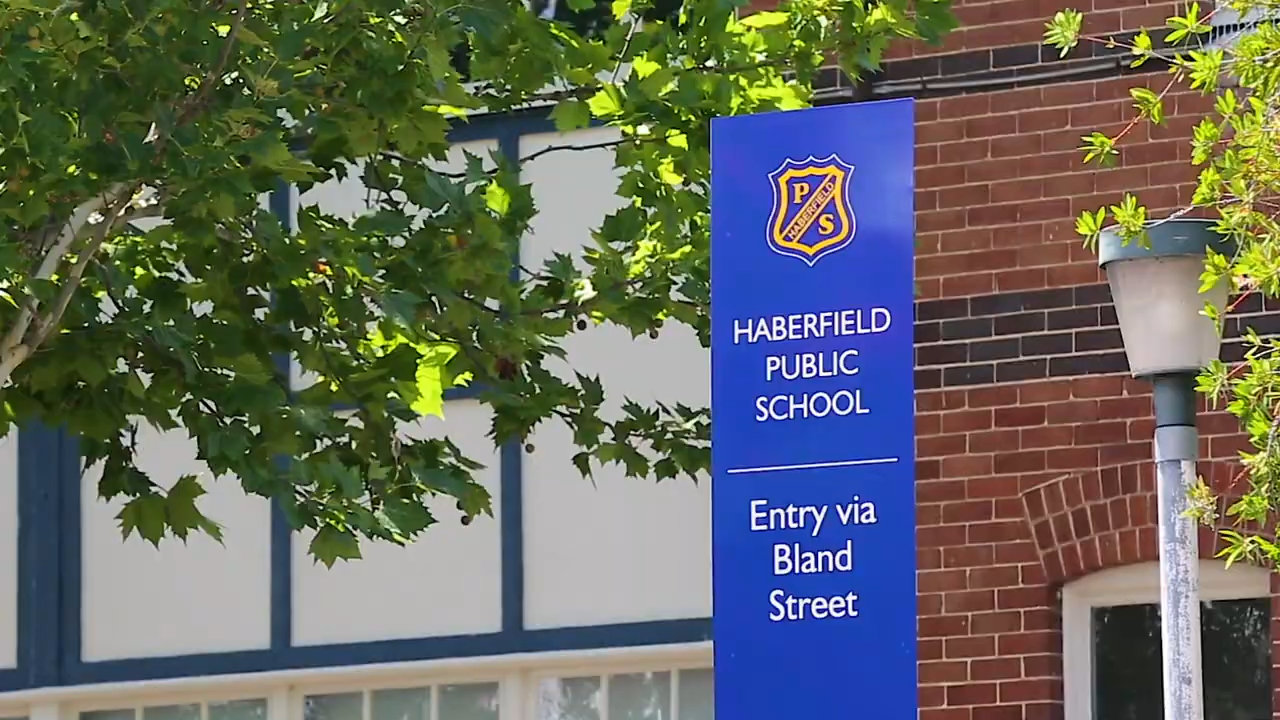 P
HABERFIELD
S
HABERFIELD
PUBLIC
SCHOOL
Entry via
Bland
Street